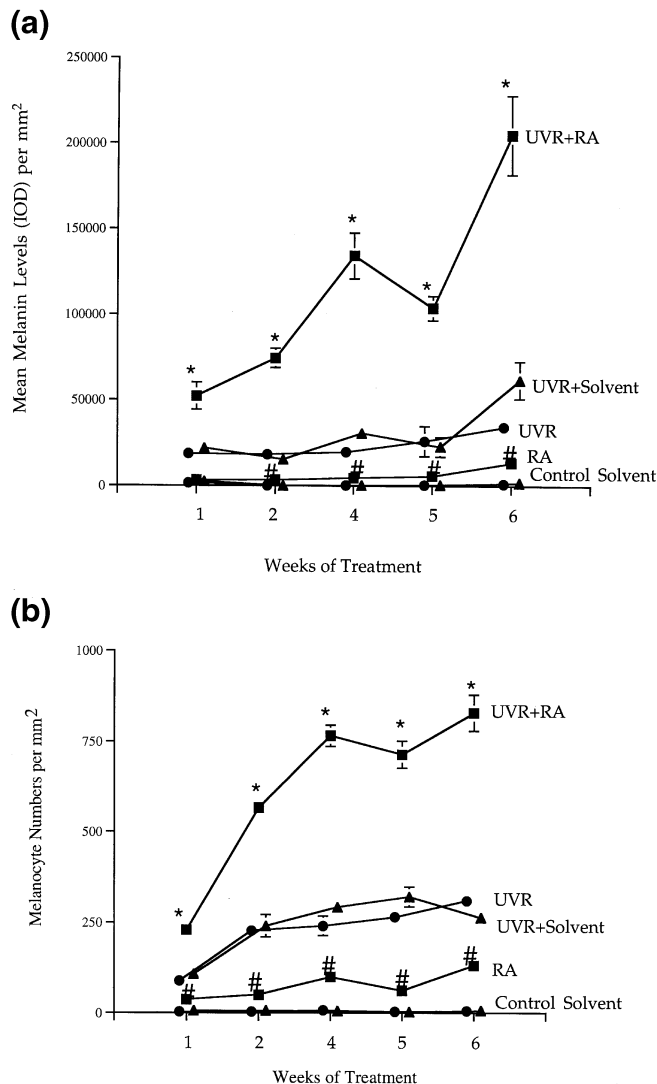 (a)
Mean Melanin Levels (IOD) per mm2
250000
200000
150000
100000
50000
0
*
*
*
*
*
UVR+RA
UVR+Solvent
UVR
RA
Control Solvent
#
#
#
#
1 2 4 5 6
Weeks of Treatment
(b)
Melanocyte Numbers per mm2
1000
750
500
250
0
*
*
*
*
*
UVR+RA
UVR
UVR+Solvent
RA
Control Solvent
#
#
#
#
#
1 2 4 5 6
Weeks of Treatment